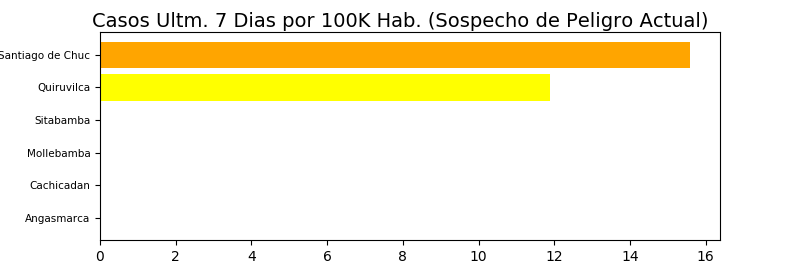 Casos Ultm. 7 Dias por 100K Hab. (Sospecho de Peligro Actual)
Santiago de Chuc
Quiruvilca
Sitabamba
Mollebamba
Cachicadan
Angasmarca
0 2 4 6 8 10 12 14 16